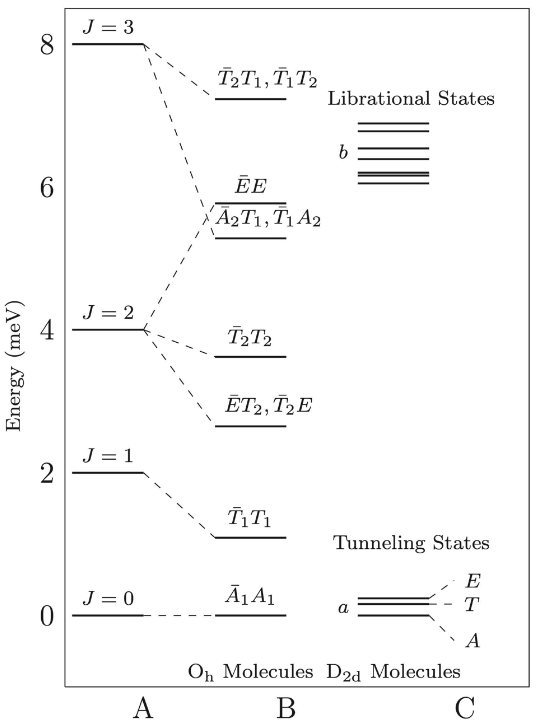 8
J = 3
T̄₂T₁, T̄₁T₂
Librational States
b
6
ĒE
Ā₂T₁, T̄₁A₂
4
J = 2
T̄₂T₂
ĒT₂, T̄₂E
Energy (meV)
2
J = 1
T̄₁T₁
Tunneling States
0
J = 0
Ā₁A₁
a
E
T
A
Oₕ Molecules D₂d Molecules
A B C